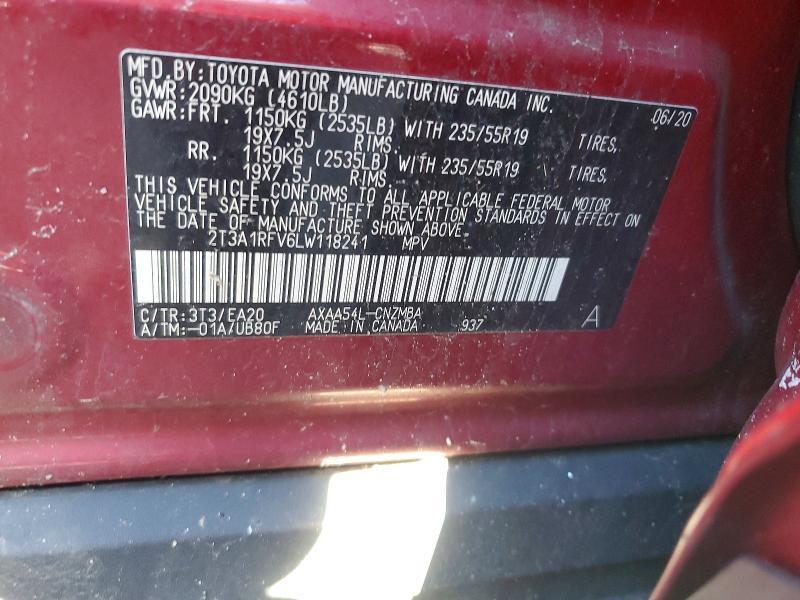 MFD.BY:TOYOTA MOTOR MANUFACTURING CANADA INC.
GVWR:2090KG (4610LB) 06/20
GAWR:FRT. 1150KG (2535LB) WITH 235/55R19 TIRES,
19X7.5J RIMS.
RR. 1150KG (2535LB) WITH 235/55R19 TIRES,
19X7.5J RIMS.
THIS VEHICLE CONFORMS TO ALL APPLICABLE FEDERAL MOTOR
VEHICLE SAFETY AND THEFT PREVENTION STANDARDS IN EFFECT ON
THE DATE OF MANUFACTURE SHOWN ABOVE.
2T3A1RFV6LW118241 MPV
C/TR:3T3/EA20 AXAA54L-CNZMBA
A/TM:-01A/UB80F MADE IN CANADA 937 A